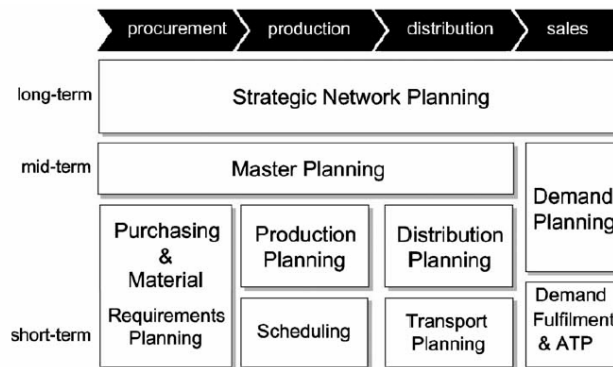 procurement production distribution sales
long-term
Strategic Network Planning
mid-term
Master Planning
Demand
Planning
Purchasing
&
Material
Requirements
Planning
Production
Planning
Distribution
Planning
short-term
Scheduling
Transport
Planning
Demand
Fulfilment
& ATP